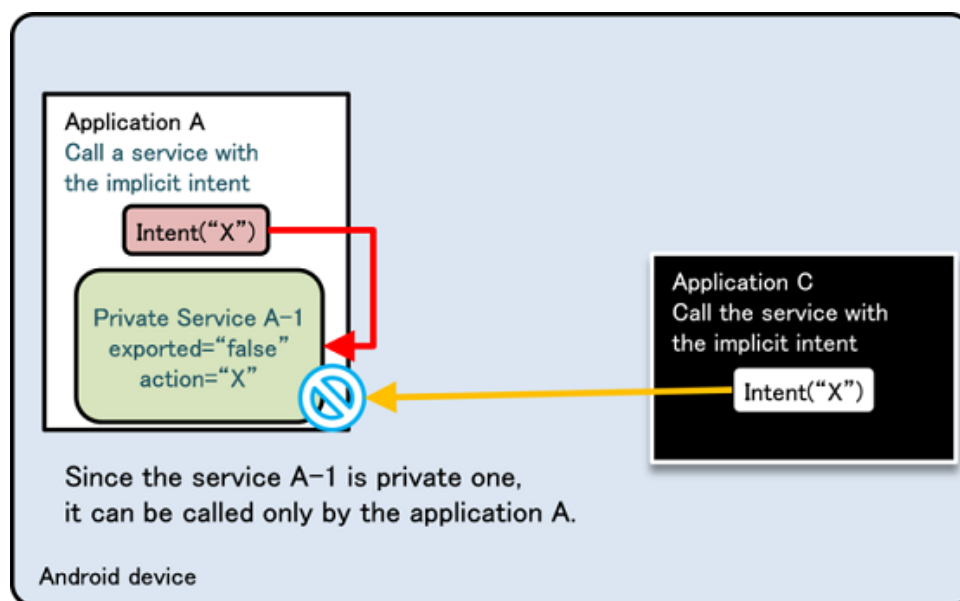 Application A
Call a service with
the implicit intent
Intent(“X”)
Private Service A-1
exported=“false”
action=“X”
Application C
Call the service with
the implicit intent
Intent(“X”)
Since the service A-1 is private one,
it can be called only by the application A.
Android device